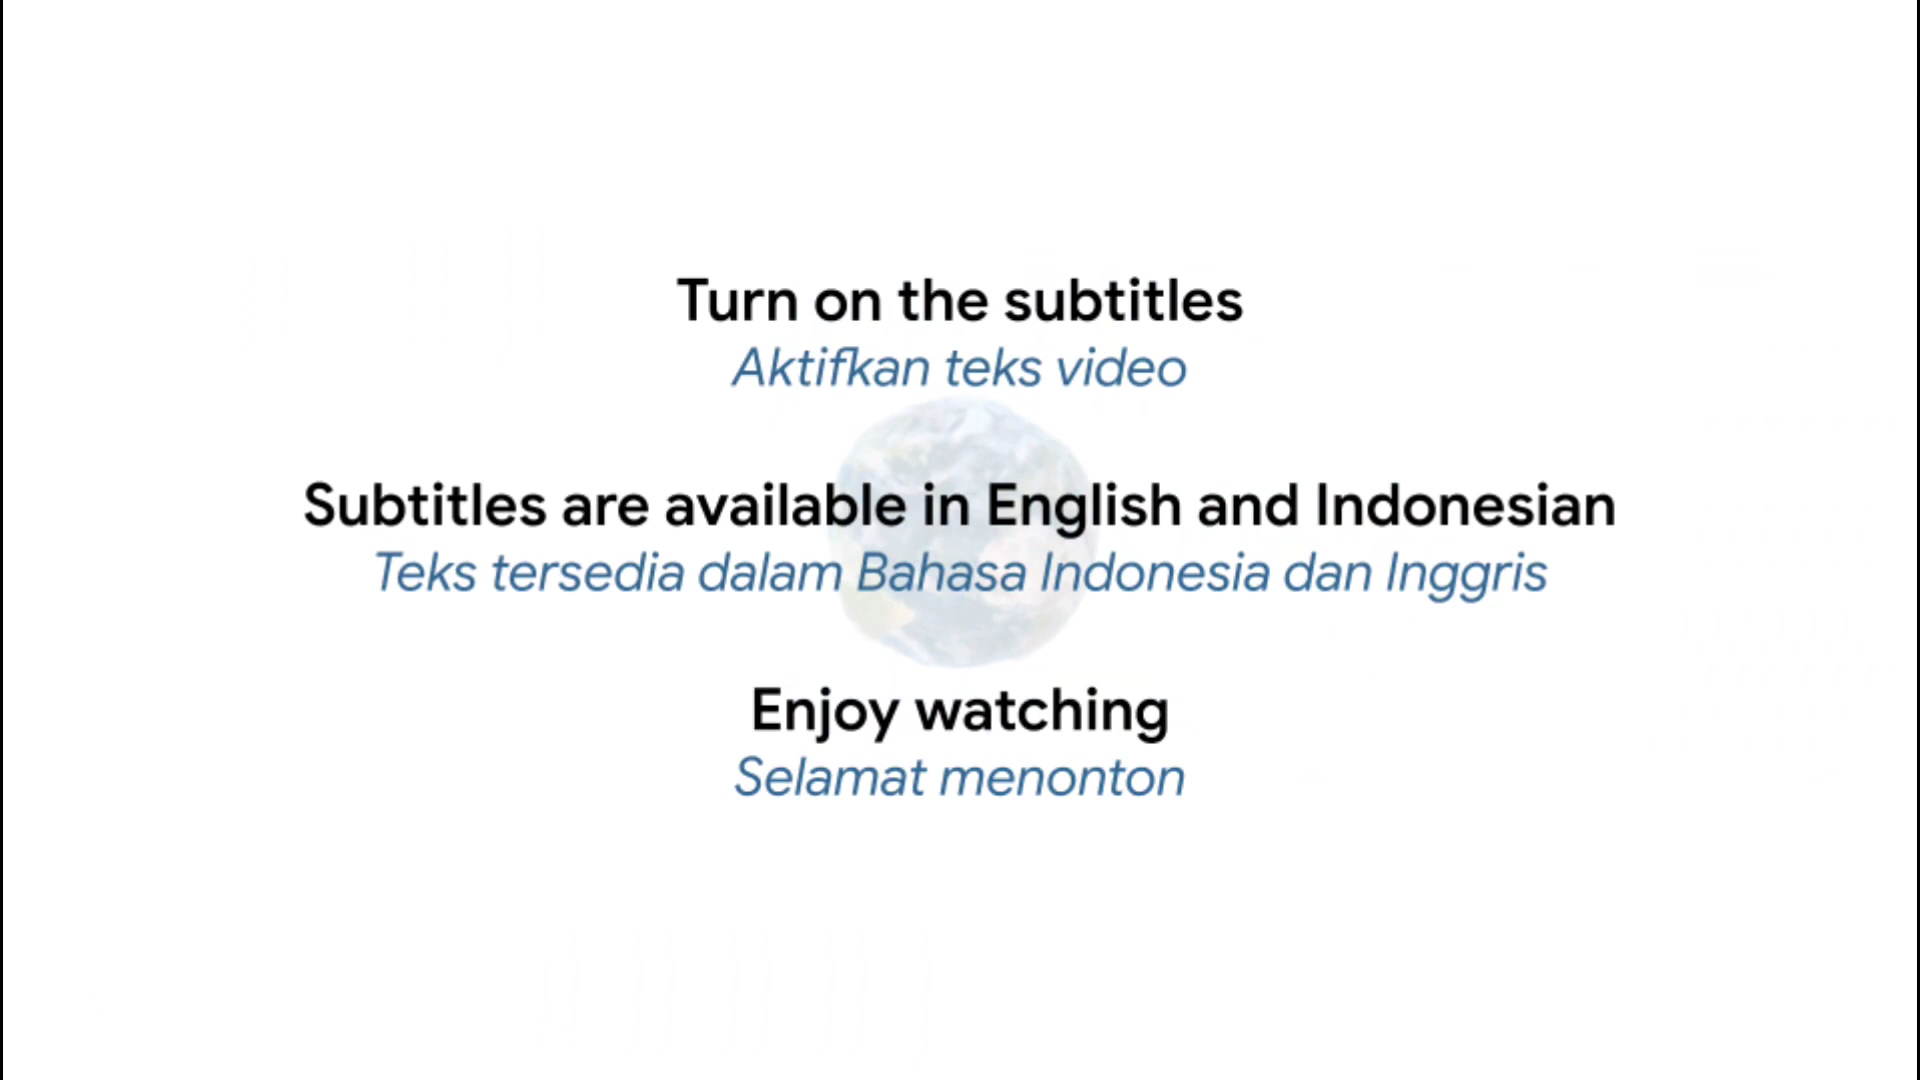 Turn on the subtitles
Aktifkan teks video
Subtitles are available in English and Indonesian
Teks tersedia dalam Bahasa Indonesia dan Inggris
Enjoy watching
Selamat menonton